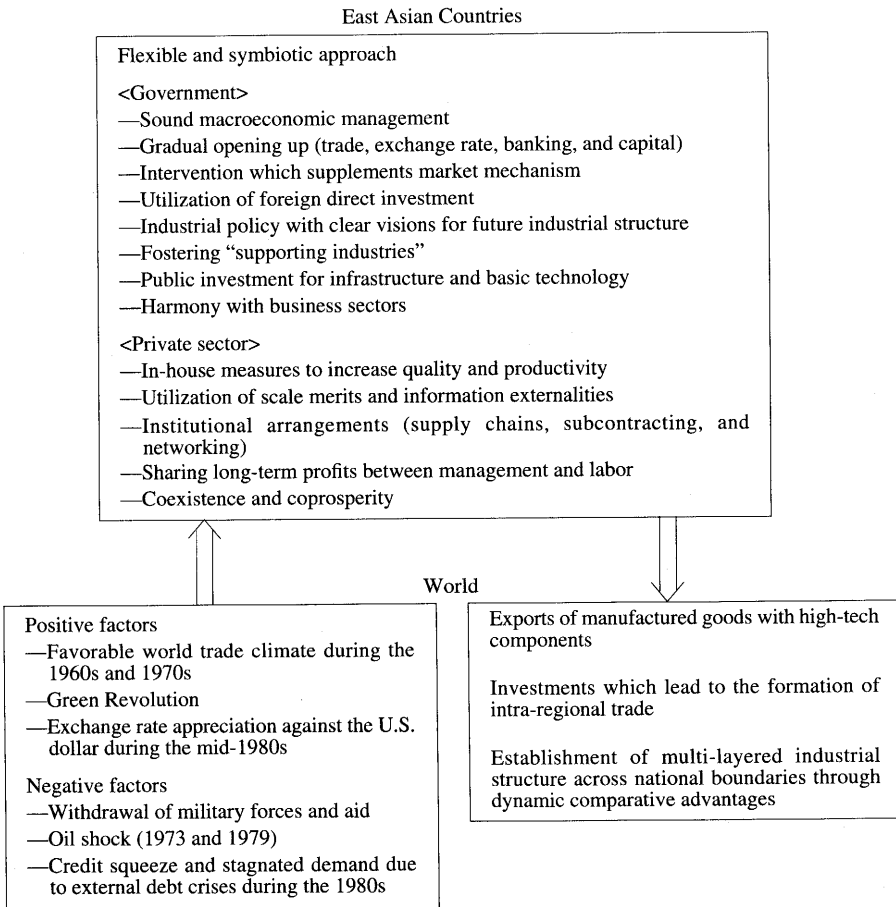 East Asian Countries
Flexible and symbiotic approach
<Government>
—Sound macroeconomic management
—Gradual opening up (trade, exchange rate, banking, and capital)
—Intervention which supplements market mechanism
—Utilization of foreign direct investment
—Industrial policy with clear visions for future industrial structure
—Fostering “supporting industries”
—Public investment for infrastructure and basic technology
—Harmony with business sectors
<Private sector>
—In-house measures to increase quality and productivity
—Utilization of scale merits and information externalities
—Institutional arrangements (supply chains, subcontracting, and
networking)
—Sharing long-term profits between management and labor
—Coexistence and coprosperity
World
Positive factors
—Favorable world trade climate during the
1960s and 1970s
—Green Revolution
—Exchange rate appreciation against the U.S.
dollar during the mid-1980s
Negative factors
—Withdrawal of military forces and aid
—Oil shock (1973 and 1979)
—Credit squeeze and stagnated demand due
to external debt crises during the 1980s
Exports of manufactured goods with high-tech
components
Investments which lead to the formation of
intra-regional trade
Establishment of multi-layered industrial
structure across national boundaries through
dynamic comparative advantages